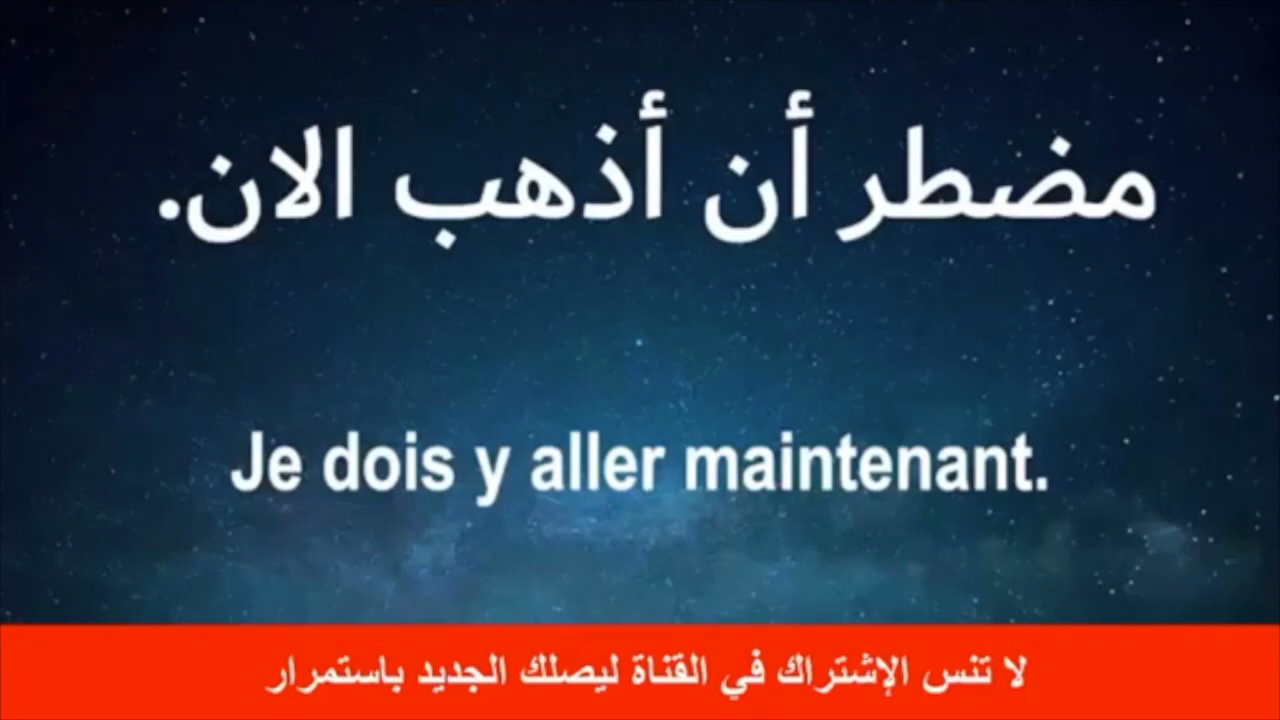 مضطر أن أذهب الان.
Je dois y aller maintenant.
لا تنس الإشتراك في القناة ليصلك الجديد باستمرار